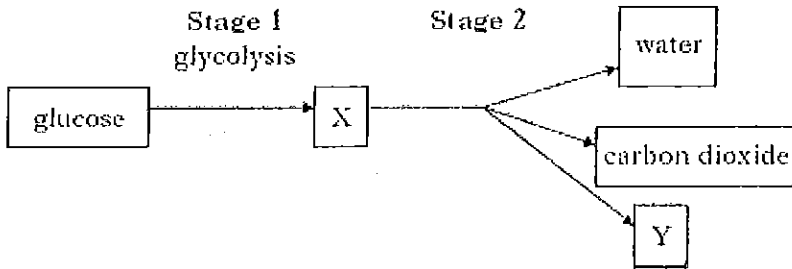 Stage 1
glycolysis
Stage 2
water
glucose
X
carbon dioxide
Y